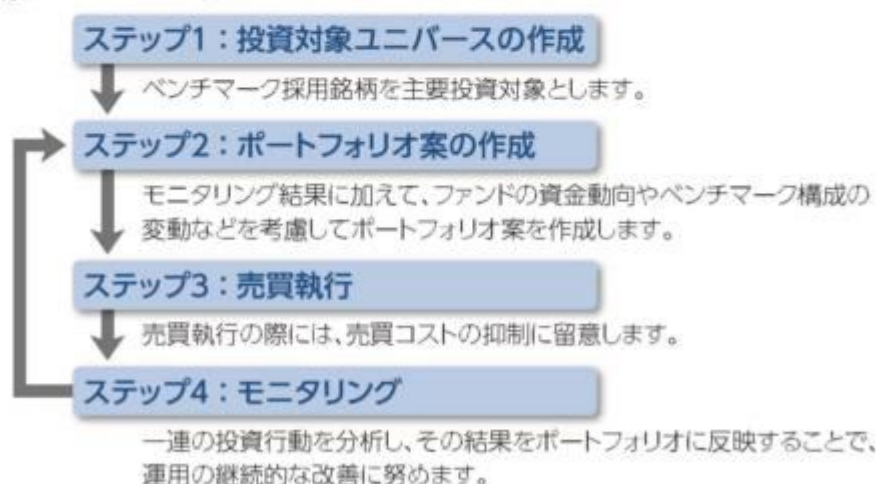 ステップ1：投資対象ユニバースの作成
ベンチマーク採用銘柄を主要投資対象とします。
ステップ2：ポートフォリオ案の作成
モニタリング結果に加えて、ファンドの資金動向やベンチマーク構成の
変動などを考慮してポートフォリオ案を作成します。
ステップ3：売買執行
売買執行の際には、売買コストの抑制に留意します。
ステップ4：モニタリング
一連の投資行動を分析し、その結果をポートフォリオに反映することで、
運用の継続的な改善に努めます。